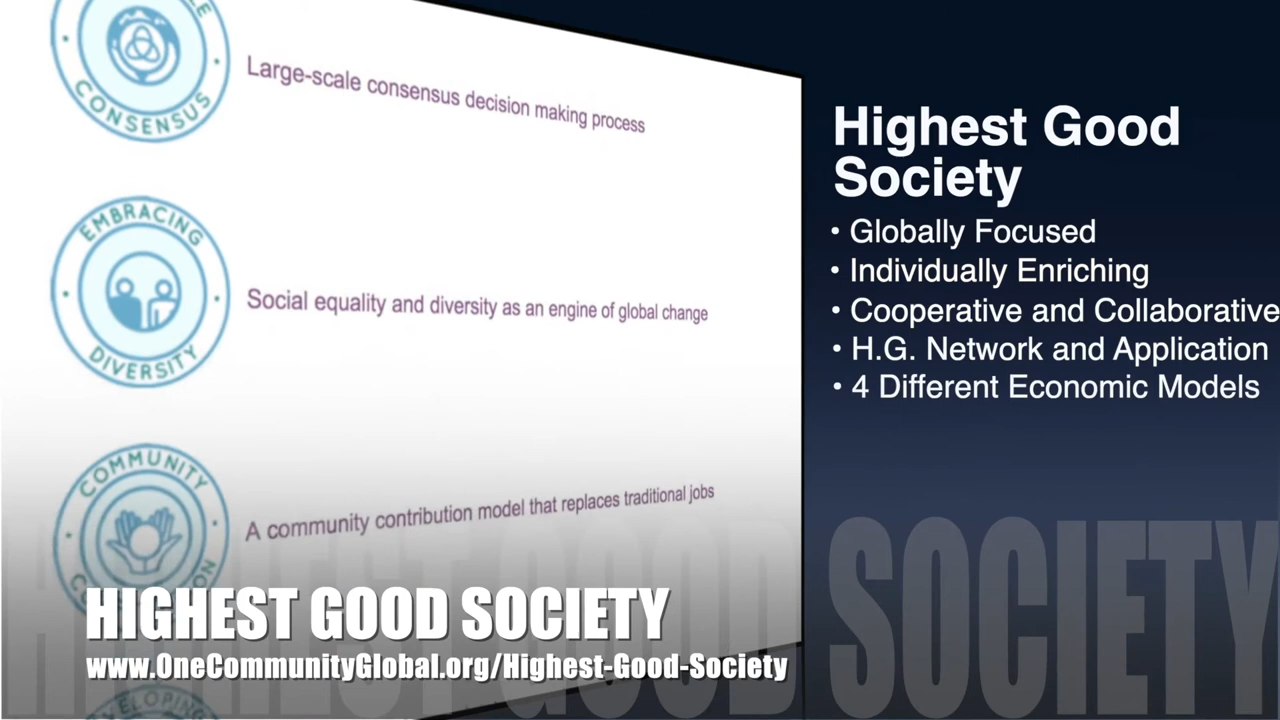 CONSENSUS
Large-scale consensus decision making process
EMBRACING
DIVERSITY
Social equality and diversity as an engine of global change
COMMUNITY
A community contribution model that replaces traditional jobs
Highest Good
Society
• Globally Focused
• Individually Enriching
• Cooperative and Collaborative
• H.G. Network and Application
• 4 Different Economic Models
HIGHEST GOOD SOCIETY
HIGHEST GOOD SOCIETY
www.OneCommunityGlobal.org/Highest-Good-Society